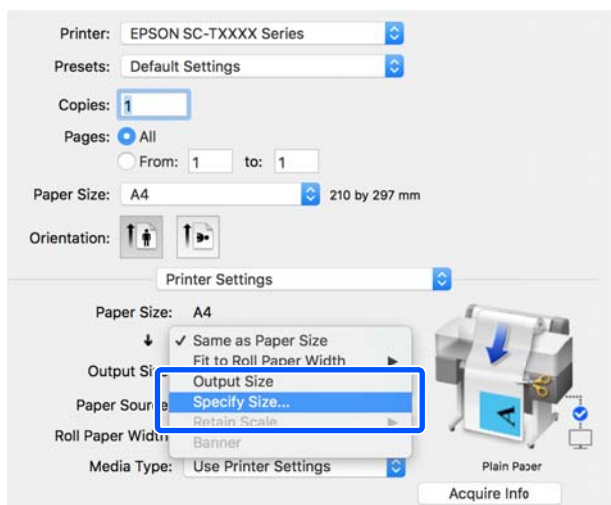 Printer: EPSON SC-TXXXX Series
Presets: Default Settings
Copies: 1
Pages: All
From: 1 to: 1
Paper Size: A4 210 by 297 mm
Orientation:
Printer Settings
Paper Size: A4
✓ Same as Paper Size
Fit to Roll Paper Width
Output Size
Output Size
Specify Size...
Paper Source
Retain Scale
Roll Paper Width
Banner
Media Type: Use Printer Settings
Plain Paper
Acquire Info